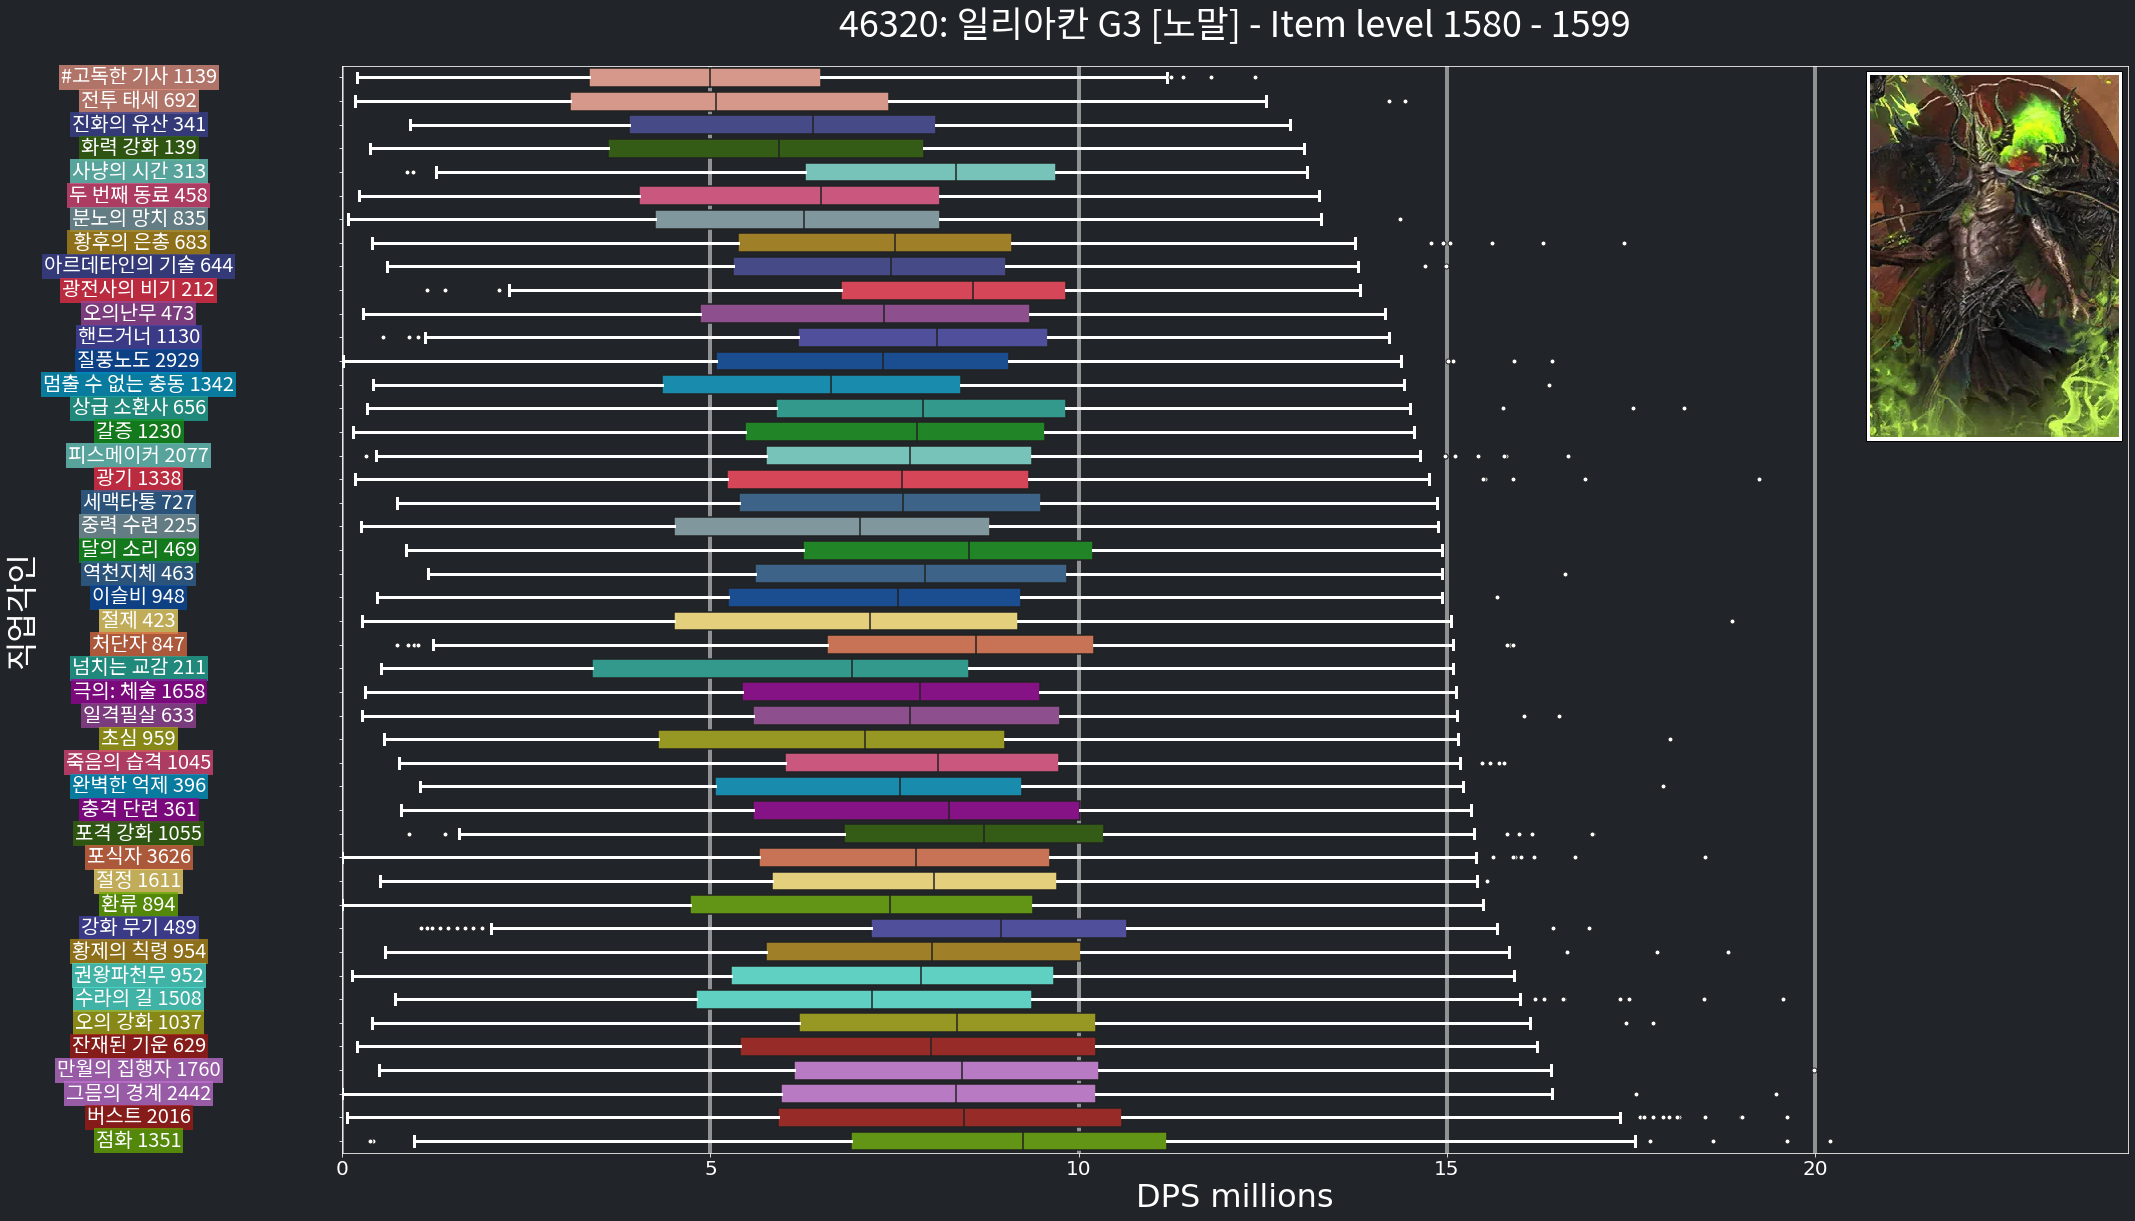 46320: 일리아칸 G3 [노말] - Item level 1580 - 1599
#고독한 기사 1139
전투 태세 692
진화의 유산 341
화력 강화 139
사냥의 시간 313
두 번째 동료 458
분노의 망치 835
황후의 은총 683
아르데타인의 기술 644
광전사의 비기 212
오의난무 473
핸드거너 1130
질풍노도 2929
멈출 수 없는 충동 1342
상급 소환사 656
갈증 1230
피스메이커 2077
광기 1338
세맥타통 727
중력 수련 225
달의 소리 469
역천지체 463
이슬비 948
절제 423
처단자 847
넘치는 교감 211
극의: 체술 1658
일격필살 633
초심 959
죽음의 습격 1045
완벽한 억제 396
충격 단련 361
포격 강화 1055
포식자 3626
절정 1611
환류 894
강화 무기 489
황제의 칙령 954
권왕파천무 952
수라의 길 1508
오의 강화 1037
잔재된 기운 629
만월의 집행자 1760
그믐의 경계 2442
버스트 2016
점화 1351
직업각인
0 5 10 15 20
DPS millions